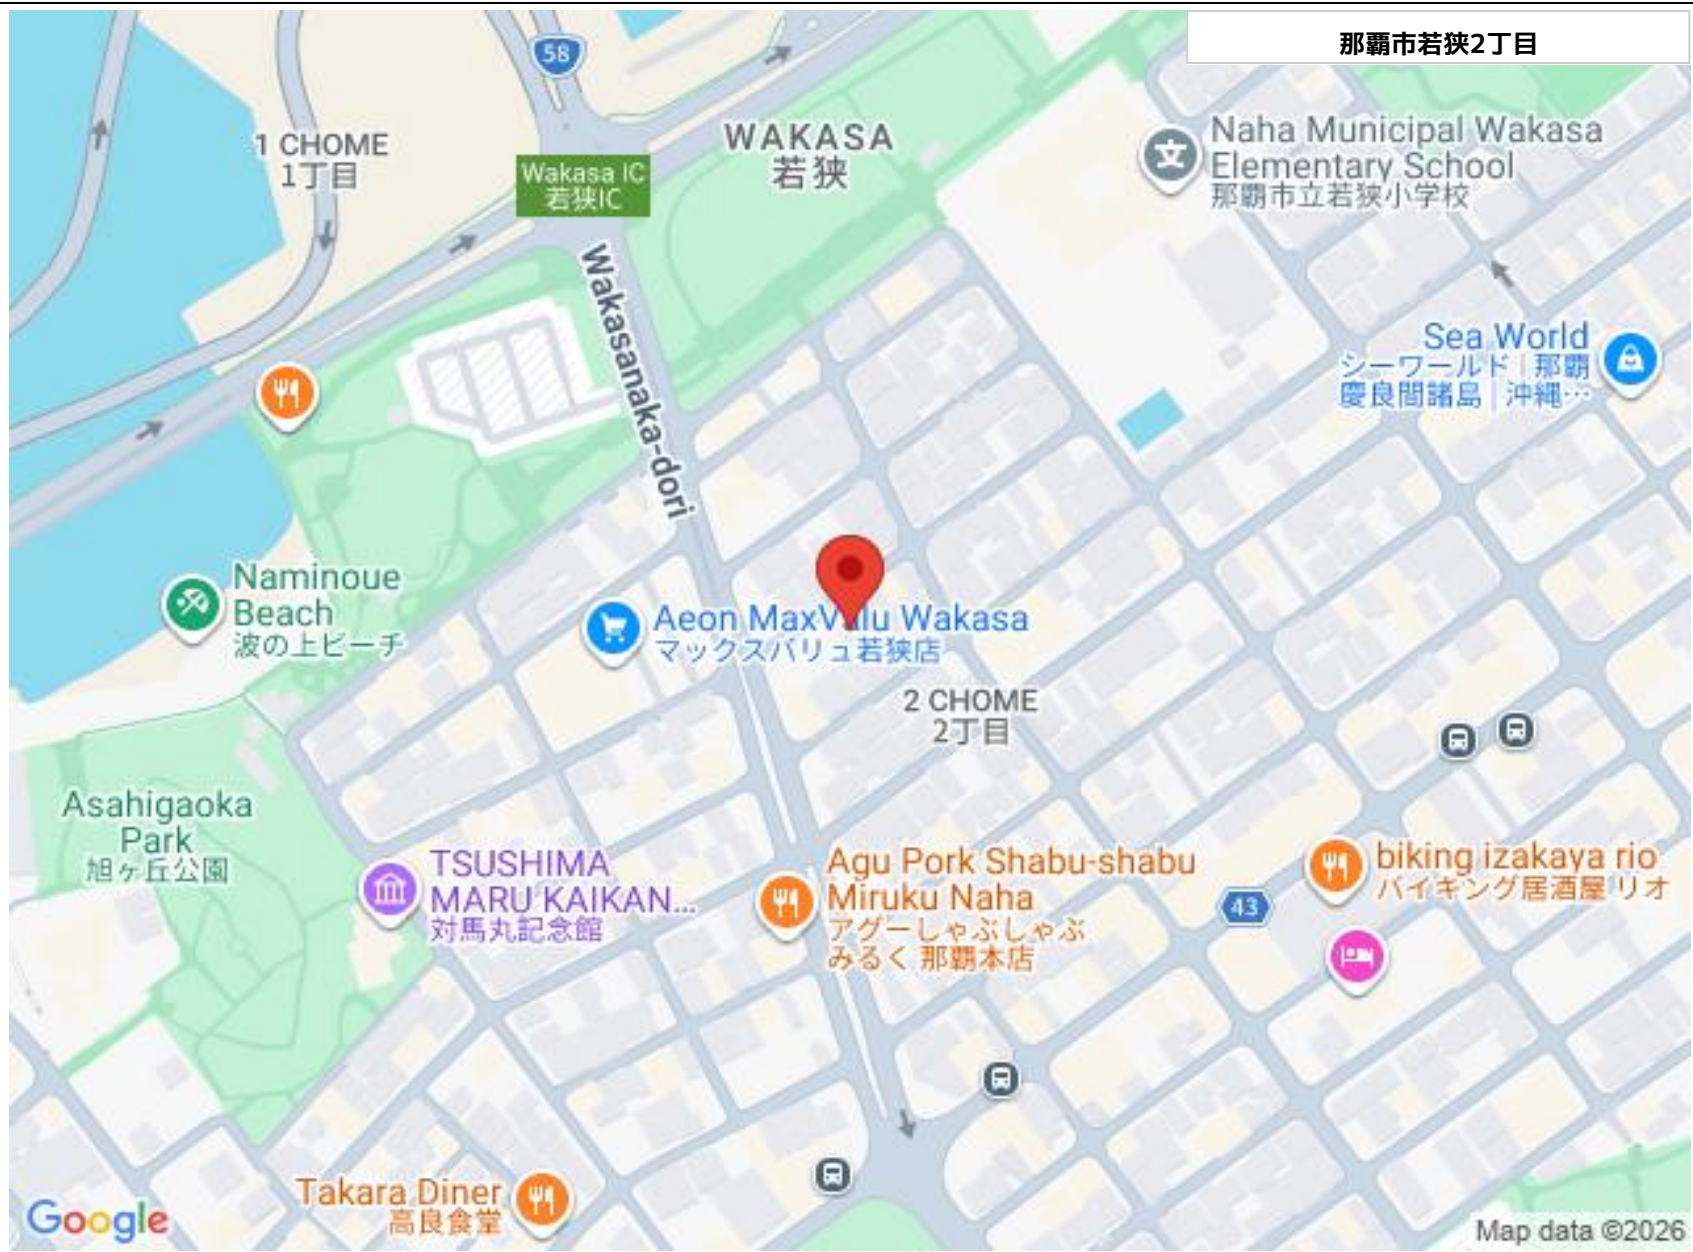 那覇市若狭2丁目
58
1 CHOME
1丁目
WAKASA
若狭
Wakasa IC
若狭IC
Naha Municipal Wakasa
Elementary School
那覇市立若狭小学校
Wakasanaka-dori
Sea World
シーワールド | 那覇
慶良間諸島 | 沖縄…
Naminoue
Beach
波の上ビーチ
Aeon MaxValu Wakasa
マックスバリュ若狭店
2 CHOME
2丁目
Asahigaoka
Park
旭ヶ丘公園
TSUSHIMA
MARU KAIKAN...
対馬丸記念館
Agu Pork Shabu-shabu
Miruku Naha
アグーしゃぶしゃぶ
みるく 那覇本店
43
biking izakaya rio
バイキング居酒屋 リオ
Takara Diner
高良食堂
Google
Map data ©2026